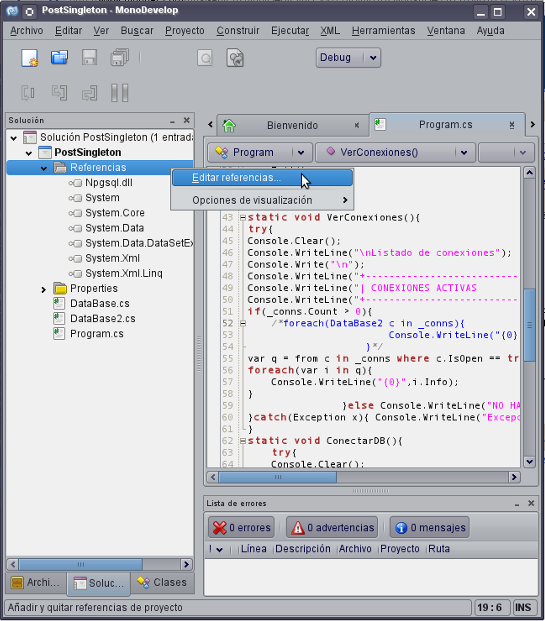 PostSingleton - MonoDevelop
Archivo Editar Ver Buscar Proyecto Construir Ejecutar XML Herramientas Ventana Ayuda
Debug
Solución
Solución PostSingleton (1 entrada
PostSingleton
Referencias
Npgsql.dll
System
System.Core
System.Data
System.Data.DataSetEx
System.Xml
System.Xml.Linq
Properties
DataBase.cs
DataBase2.cs
Program.cs
Editar referencias...
Opciones de visualización
Bienvenido
Program.cs
Program
VerConexiones()
43 static void VerConexiones(){
44 try{
45 Console.Clear();
46 Console.WriteLine("\nListado de conexiones");
47 Console.Write("\n");
48 Console.WriteLine("+---------------------------
49 Console.WriteLine("| CONEXIONES ACTIVAS
50 Console.WriteLine("+---------------------------
51 if(_conns.Count > 0){
52 /*foreach(DataBase2 c in _conns){
53 Console.WriteLine("{0}
54 }*/
55 var q = from c in _conns where c.IsOpen == tr
56 foreach(var i in q){
57 Console.WriteLine("{0}",i.Info);
58 }
59 }else Console.WriteLine("NO HA
60 }catch(Exception x){ Console.WriteLine("Excepc
61 }
62 static void ConectarDB(){
63 try{
64 Console.Clear();
Lista de errores
0 errores
0 advertencias
0 mensajes
! Línea Descripción Archivo Proyecto Ruta
Archi...
Soluc...
Clases
Añadir y quitar referencias de proyecto
19 : 6
INS